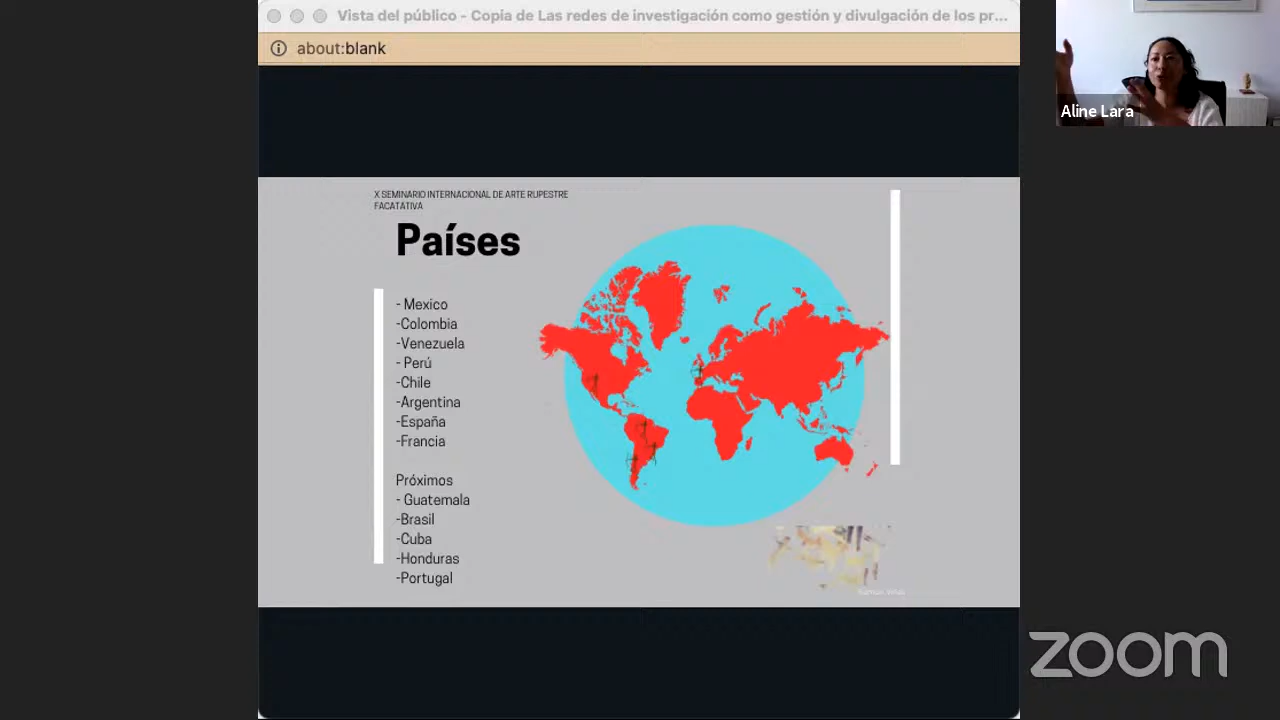 Vista del público - Copia de Las redes de investigación como gestión y divulgación de los pr...
about:blank
Aline Lara
X SEMINARIO INTERNACIONAL DE ARTE RUPESTRE
FACATATIVA
Países
- Mexico
-Colombia
-Venezuela
- Perú
-Chile
-Argentina
-España
-Francia
Próximos
- Guatemala
-Brasil
-Cuba
-Honduras
-Portugal
zoom